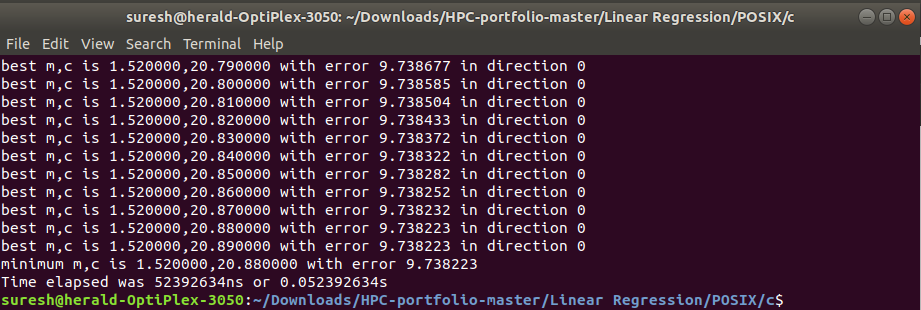 suresh@herald-OptiPlex-3050: ~/Downloads/HPC-portfolio-master/Linear Regression/POSIX/c
File Edit View Search Terminal Help
best m,c is 1.520000,20.790000 with error 9.738677 in direction 0
best m,c is 1.520000,20.800000 with error 9.738585 in direction 0
best m,c is 1.520000,20.810000 with error 9.738504 in direction 0
best m,c is 1.520000,20.820000 with error 9.738433 in direction 0
best m,c is 1.520000,20.830000 with error 9.738372 in direction 0
best m,c is 1.520000,20.840000 with error 9.738322 in direction 0
best m,c is 1.520000,20.850000 with error 9.738282 in direction 0
best m,c is 1.520000,20.860000 with error 9.738252 in direction 0
best m,c is 1.520000,20.870000 with error 9.738232 in direction 0
best m,c is 1.520000,20.880000 with error 9.738223 in direction 0
best m,c is 1.520000,20.890000 with error 9.738223 in direction 0
minimum m,c is 1.520000,20.880000 with error 9.738223
Time elapsed was 52392634ns or 0.052392634s
suresh@herald-OptiPlex-3050:~/Downloads/HPC-portfolio-master/Linear Regression/POSIX/c$